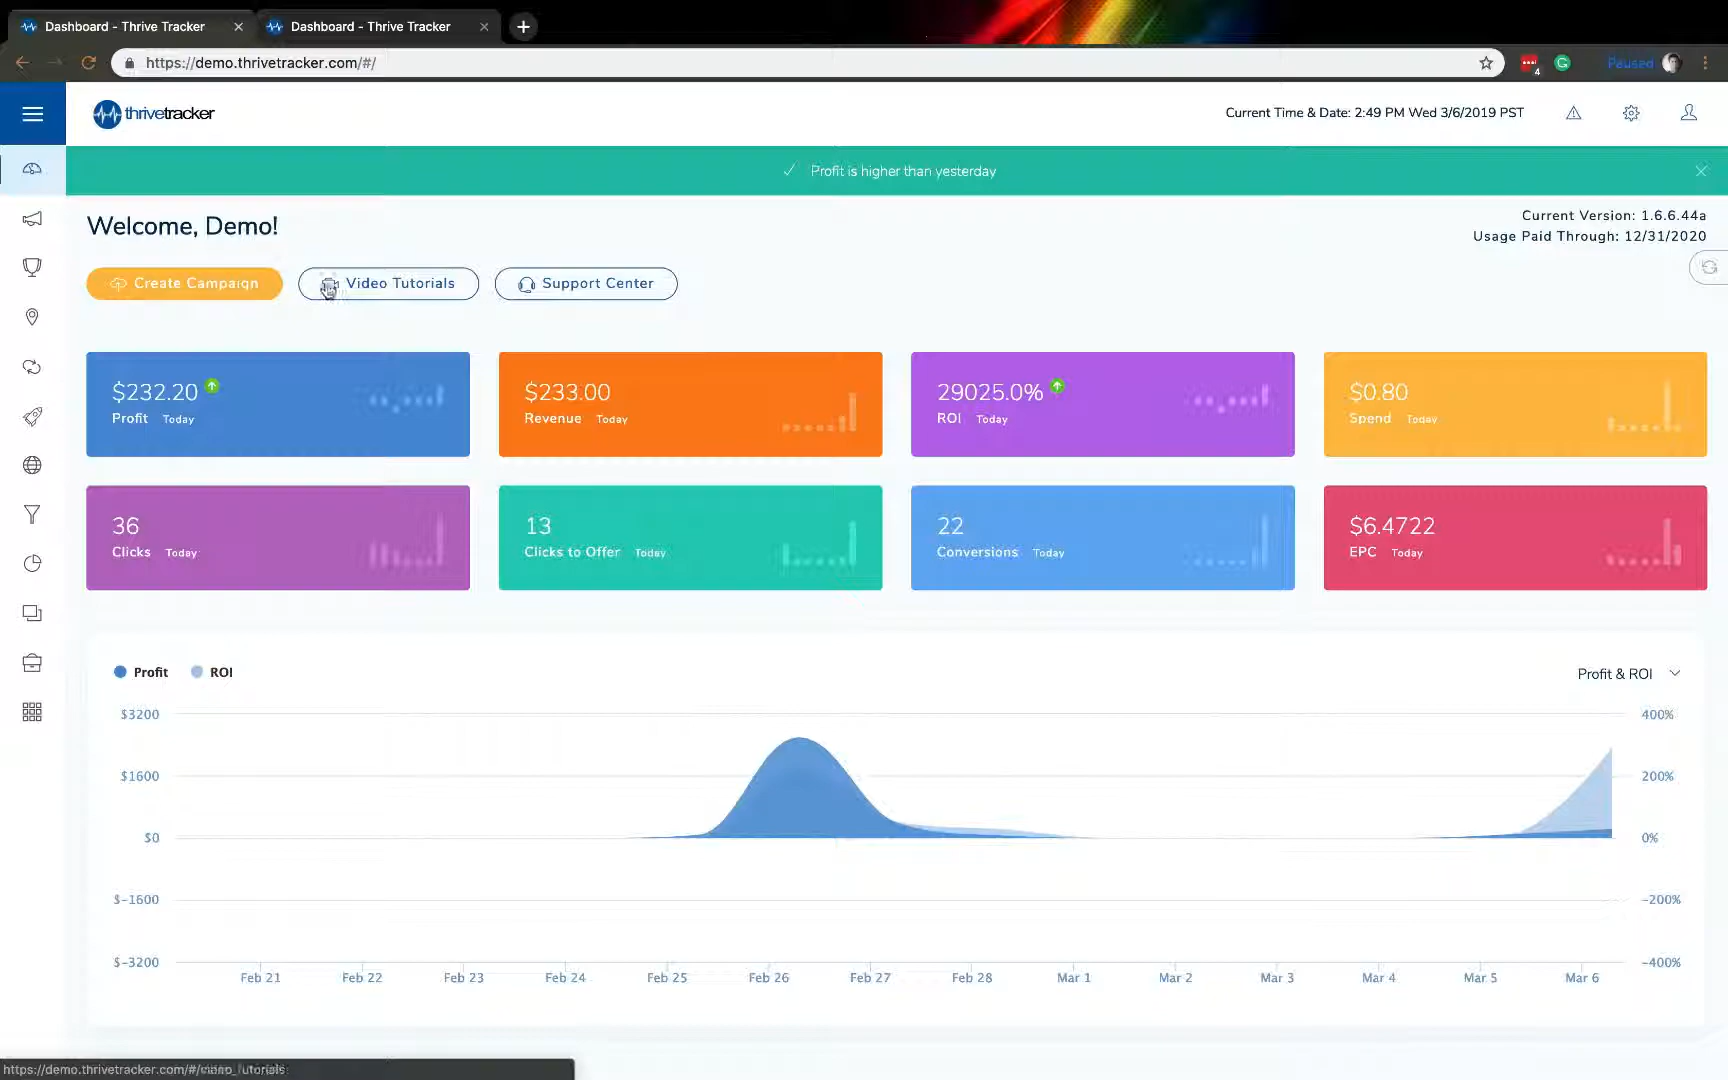 Dashboard - Thrive Tracker
Dashboard - Thrive Tracker
https://demo.thrivetracker.com/#/
4
Paused
thrivetracker
Current Time & Date: 2:49 PM Wed 3/6/2019 PST
Profit is higher than yesterday
Welcome, Demo!
Current Version: 1.6.6.44a
Usage Paid Through: 12/31/2020
Create Campaign
Video Tutorials
Support Center
$232.20
Profit Today
$233.00
Revenue Today
29025.0%
ROI Today
$0.80
Spend Today
36
Clicks Today
13
Clicks to Offer Today
22
Conversions Today
$6.4722
EPC Today
Profit
ROI
Profit & ROI
$3200
400%
$1600
200%
$0
0%
$-1600
-200%
$-3200
-400%
Feb 21
Feb 22
Feb 23
Feb 24
Feb 25
Feb 26
Feb 27
Feb 28
Mar 1
Mar 2
Mar 3
Mar 4
Mar 5
Mar 6
https://demo.thrivetracker.com/#/